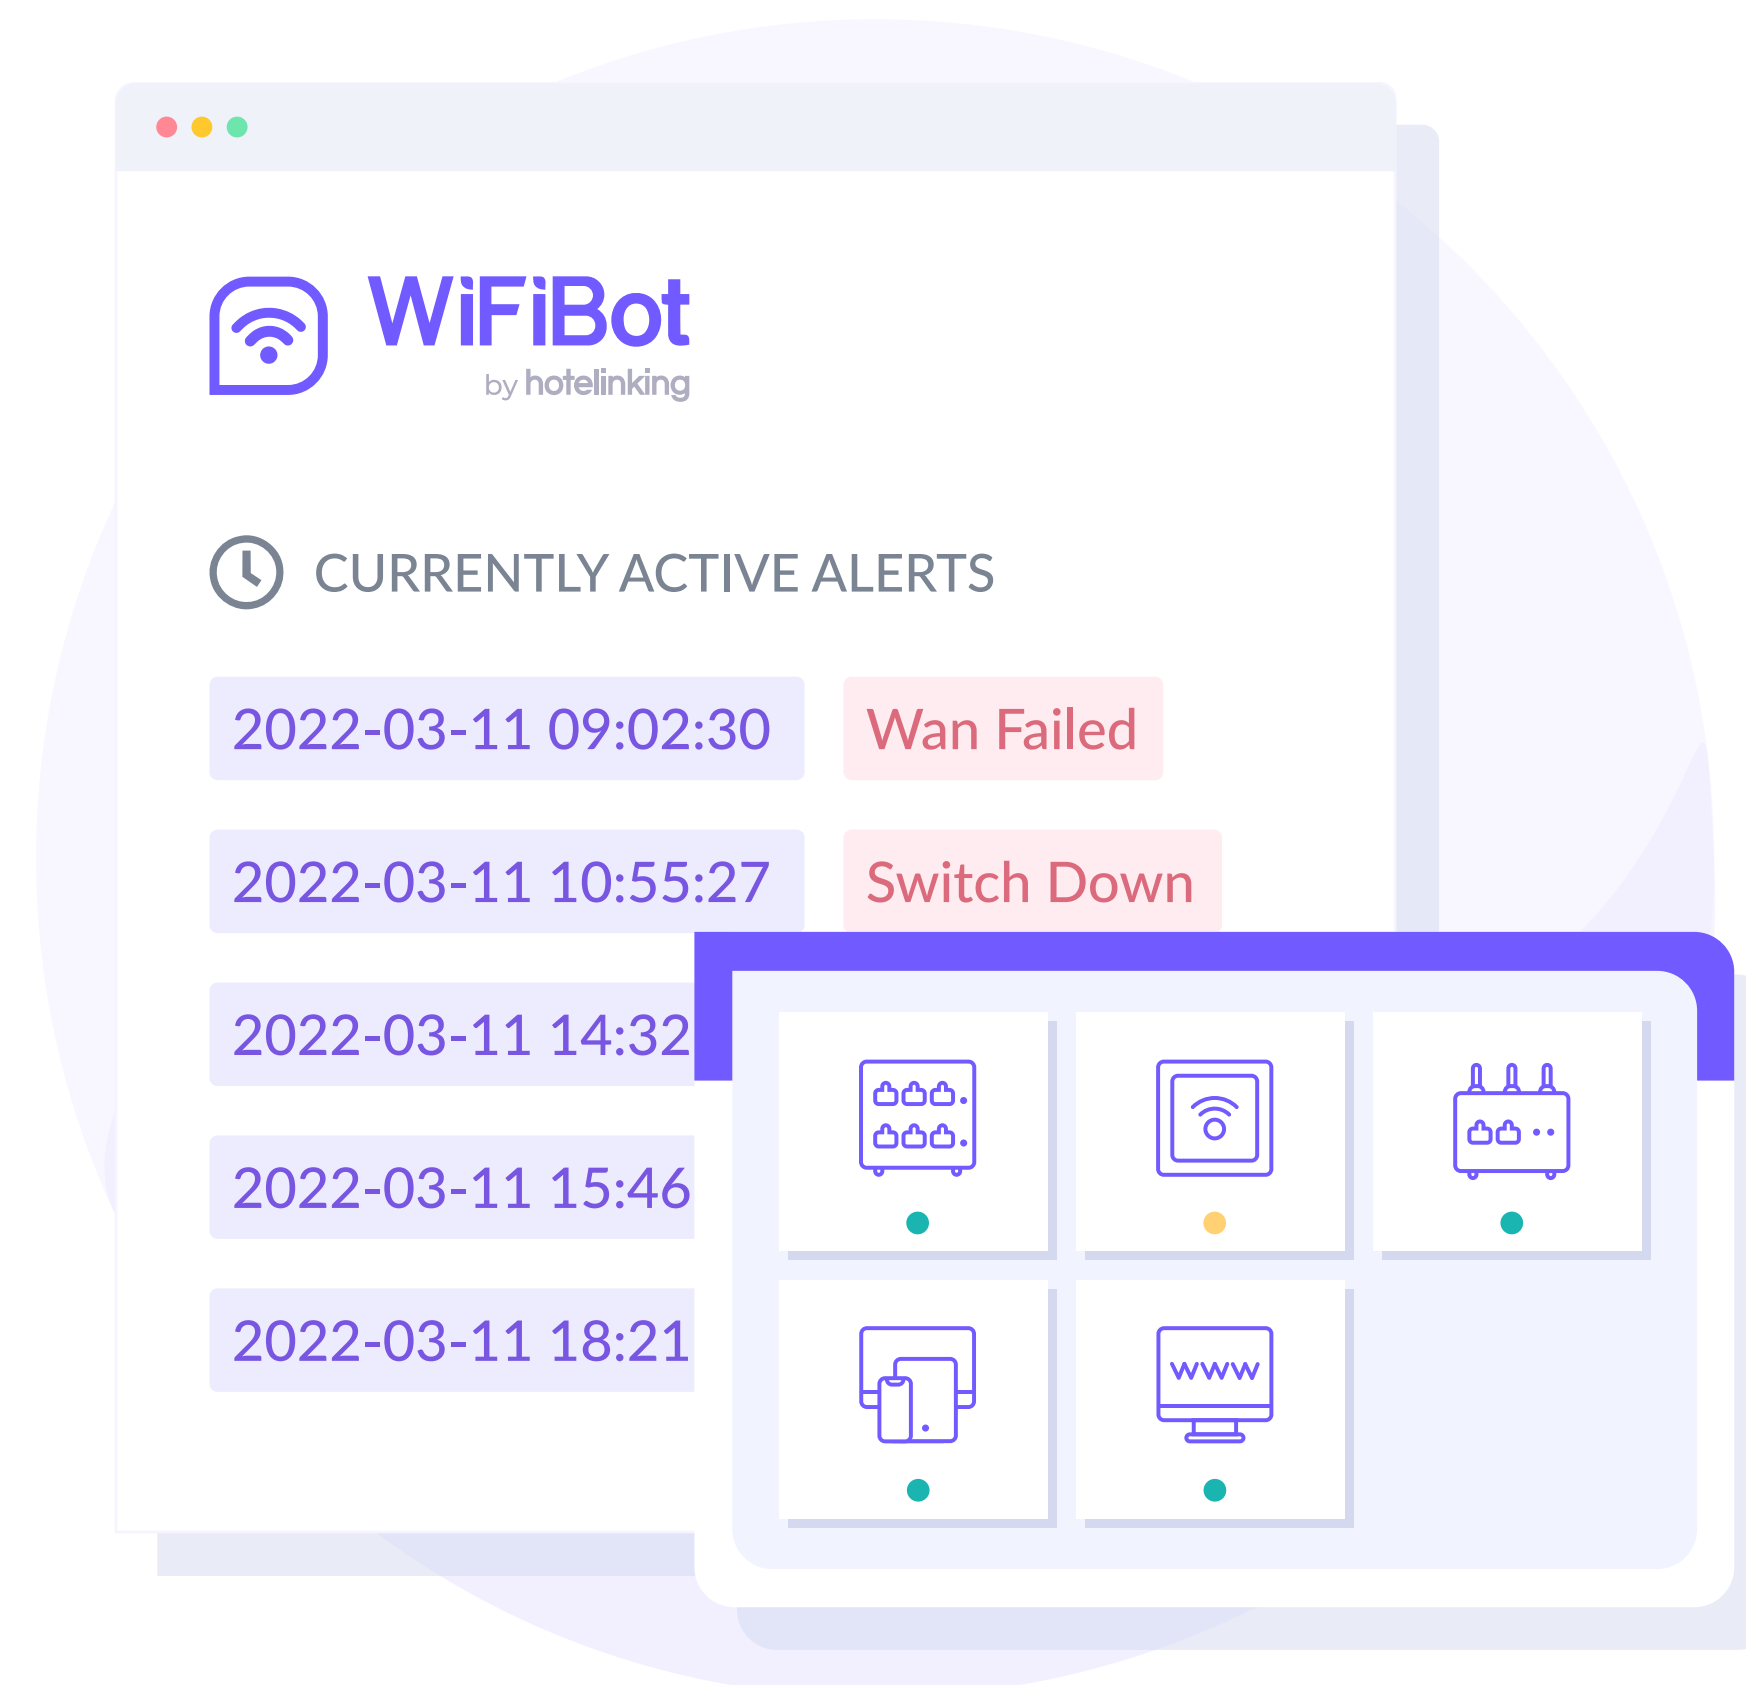 WiFiBot
by hotelinking
CURRENTLY ACTIVE ALERTS
2022-03-11 09:02:30 Wan Failed
2022-03-11 10:55:27 Switch Down
2022-03-11 14:32
2022-03-11 15:46
2022-03-11 18:21
www